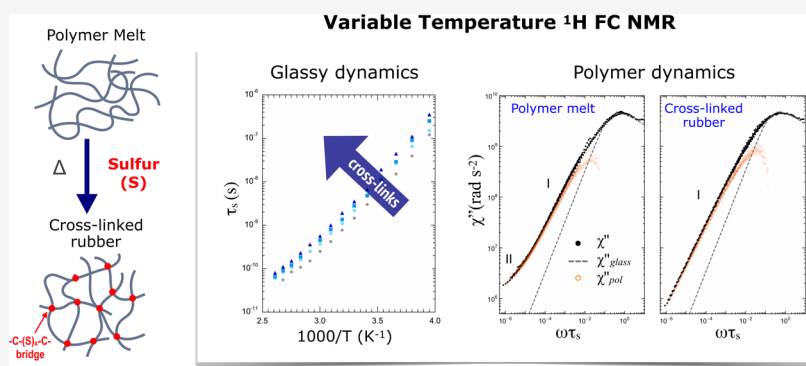 Variable Temperature ¹H FC NMR
Polymer Melt
Δ
Sulfur
(S)
Cross-linked
rubber
-C-(S)ₙ-C-
bridge
Glassy dynamics
10⁻⁶
10⁻⁷
10⁻⁸
10⁻⁹
10⁻¹⁰
10⁻¹¹
τₛ (s)
cross-links
2.5
3.0
3.5
4.0
1000/T (K⁻¹)
Polymer dynamics
Polymer melt
10¹⁰
10⁹
10⁸
10⁷
10⁶
χ"(rad s⁻²)
I
II
χ"
χ"glass
χ"pol
10⁻⁶
10⁻⁴
10⁻²
10⁰
ωτₛ
Cross-linked
rubber
I
10⁻⁶
10⁻⁴
10⁻²
10⁰
ωτₛ